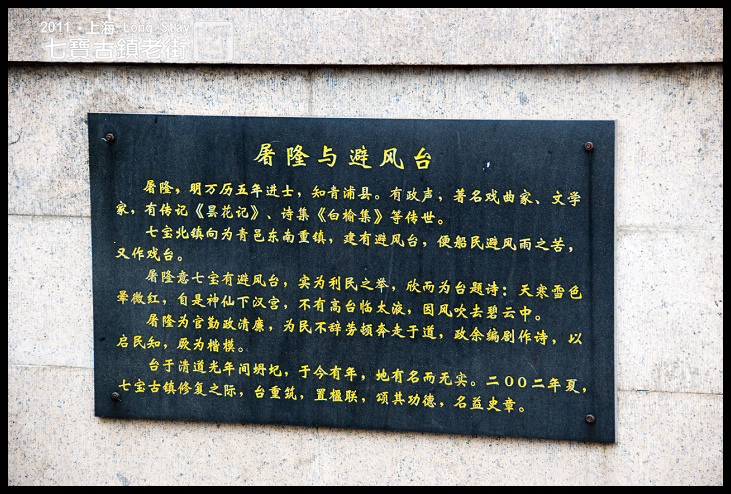 2011·上海 Long Stay
七寶古鎮老街
屠隆与避风台
屠隆，明万历五年进士，知青浦县。有政声，著名戏曲家、文学
家，有传记《昙花记》、诗集《白榆集》等传世。
七宝北镇向为青邑东南重镇，建有避风台，便船民避风雨之苦，
又作戏台。
屠隆意七宝有避风台，实为利民之举，欣而为台题诗：天寒雪色
晕微红，自是神仙下汉宫，不有高台临太液，因风吹去碧云中。
屠隆为官勤政清廉，为民不辞劳顿奔走于道，政余编剧作诗，以
启民知，厥为楷模。
台于清道光年间坍圮，于今有年，地有名而无实。二00二年夏，
七宝古镇修复之际，台重筑，置楹联，颂其功德，名益史章。